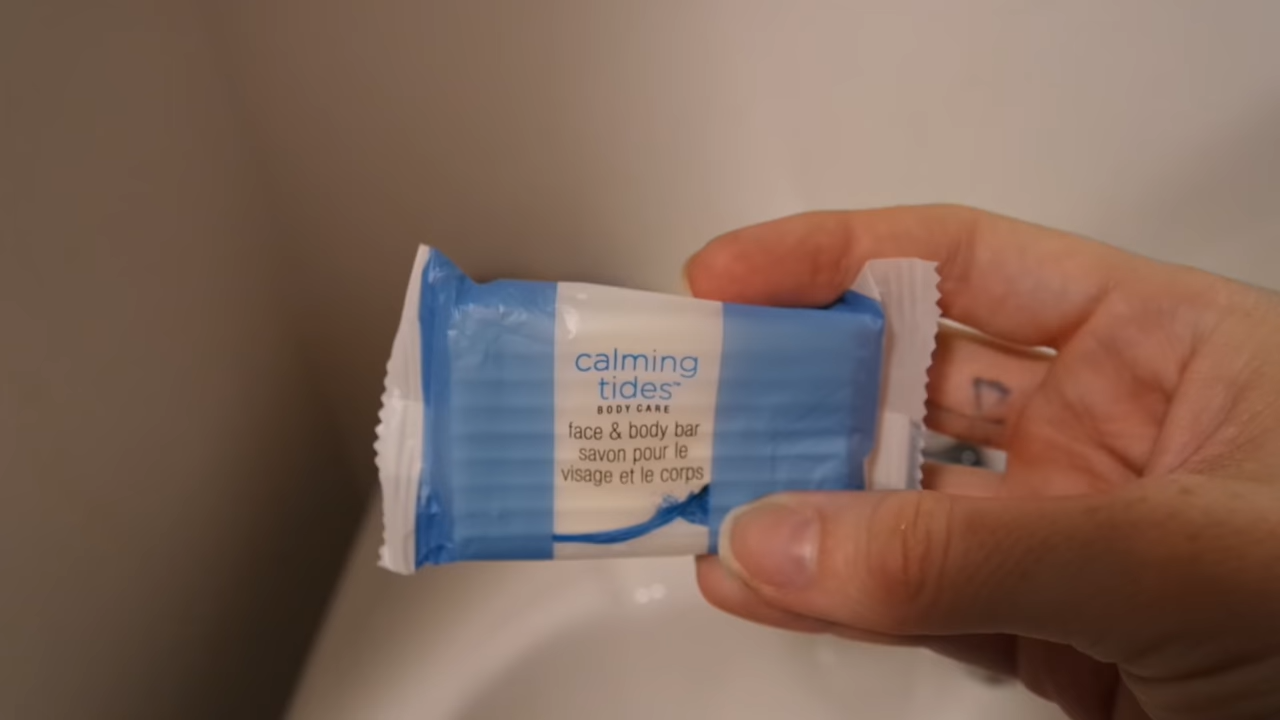 calming
tides™
BODY CARE
face & body bar
savon pour le
visage et le corps